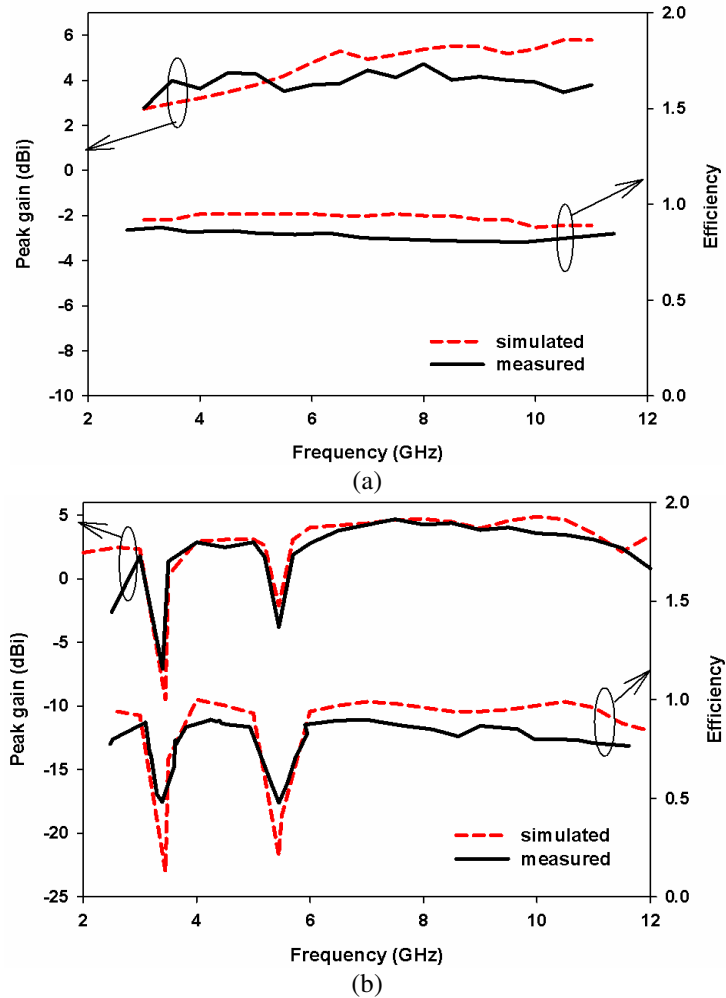 6
4
2
0
-2
-4
-6
-8
-10
Peak gain (dBi)
2.0
1.5
1.0
0.5
0.0
Efficiency
simulated
measured
2 4 6 8 10 12
Frequency (GHz)
(a)
5
0
-5
-10
-15
-20
-25
Peak gain (dBi)
2.0
1.5
1.0
0.5
0.0
Efficiency
simulated
measured
2 4 6 8 10 12
Frequency (GHz)
(b)